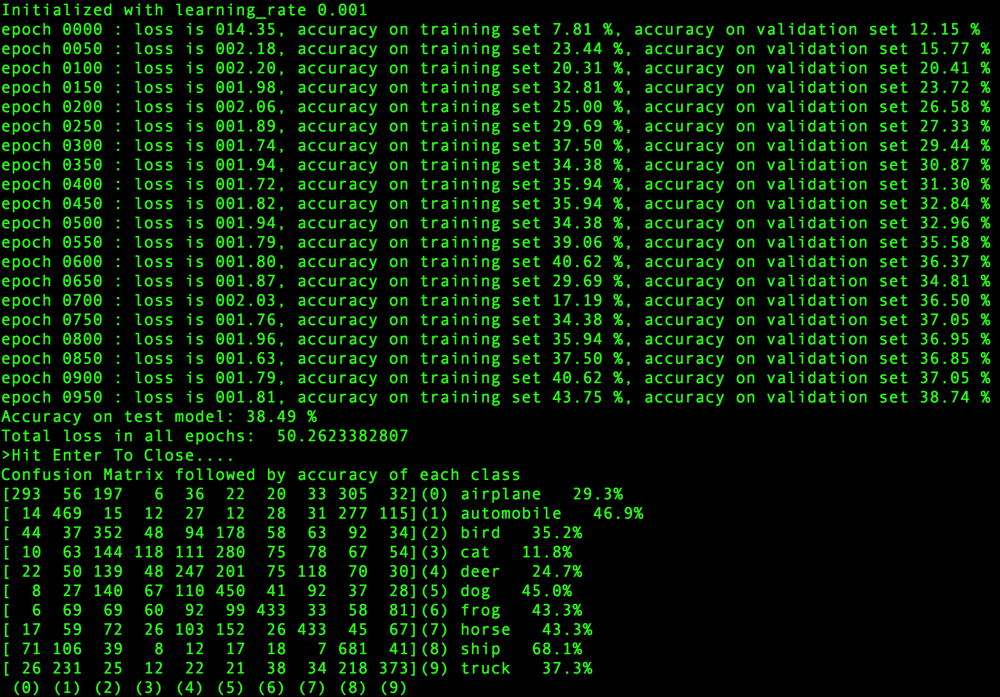 Initialized with learning_rate 0.001
epoch 0000 : loss is 014.35, accuracy on training set 7.81 %, accuracy on validation set 12.15 %
epoch 0050 : loss is 002.18, accuracy on training set 23.44 %, accuracy on validation set 15.77 %
epoch 0100 : loss is 002.20, accuracy on training set 20.31 %, accuracy on validation set 20.41 %
epoch 0150 : loss is 001.98, accuracy on training set 32.81 %, accuracy on validation set 23.72 %
epoch 0200 : loss is 002.06, accuracy on training set 25.00 %, accuracy on validation set 26.58 %
epoch 0250 : loss is 001.89, accuracy on training set 29.69 %, accuracy on validation set 27.33 %
epoch 0300 : loss is 001.74, accuracy on training set 37.50 %, accuracy on validation set 29.44 %
epoch 0350 : loss is 001.94, accuracy on training set 34.38 %, accuracy on validation set 30.87 %
epoch 0400 : loss is 001.72, accuracy on training set 35.94 %, accuracy on validation set 31.30 %
epoch 0450 : loss is 001.82, accuracy on training set 35.94 %, accuracy on validation set 32.84 %
epoch 0500 : loss is 001.94, accuracy on training set 34.38 %, accuracy on validation set 32.96 %
epoch 0550 : loss is 001.79, accuracy on training set 39.06 %, accuracy on validation set 35.58 %
epoch 0600 : loss is 001.80, accuracy on training set 40.62 %, accuracy on validation set 36.37 %
epoch 0650 : loss is 001.87, accuracy on training set 29.69 %, accuracy on validation set 34.81 %
epoch 0700 : loss is 002.03, accuracy on training set 17.19 %, accuracy on validation set 36.50 %
epoch 0750 : loss is 001.76, accuracy on training set 34.38 %, accuracy on validation set 37.05 %
epoch 0800 : loss is 001.96, accuracy on training set 35.94 %, accuracy on validation set 36.95 %
epoch 0850 : loss is 001.63, accuracy on training set 37.50 %, accuracy on validation set 36.85 %
epoch 0900 : loss is 001.79, accuracy on training set 40.62 %, accuracy on validation set 37.05 %
epoch 0950 : loss is 001.81, accuracy on training set 43.75 %, accuracy on validation set 38.74 %
Accuracy on test model: 38.49 %
Total loss in all epochs:  50.2623382807
>Hit Enter To Close....
Confusion Matrix followed by accuracy of each class
[293  56 197   6  36  22  20  33 305  32](0) airplane   29.3%
[ 14 469  15  12  27  12  28  31 277 115](1) automobile   46.9%
[ 44  37 352  48  94 178  58  63  92  34](2) bird   35.2%
[ 10  63 144 118 111 280  75  78  67  54](3) cat   11.8%
[ 22  50 139  48 247 201  75 118  70  30](4) deer   24.7%
[  8  27 140  67 110 450  41  92  37  28](5) dog   45.0%
[  6  69  69  60  92  99 433  33  58  81](6) frog   43.3%
[ 17  59  72  26 103 152  26 433  45  67](7) horse   43.3%
[ 71 106  39   8  12  17  18   7 681  41](8) ship   68.1%
[ 26 231  25  12  22  21  38  34 218 373](9) truck   37.3%
 (0) (1) (2) (3) (4) (5) (6) (7) (8) (9)